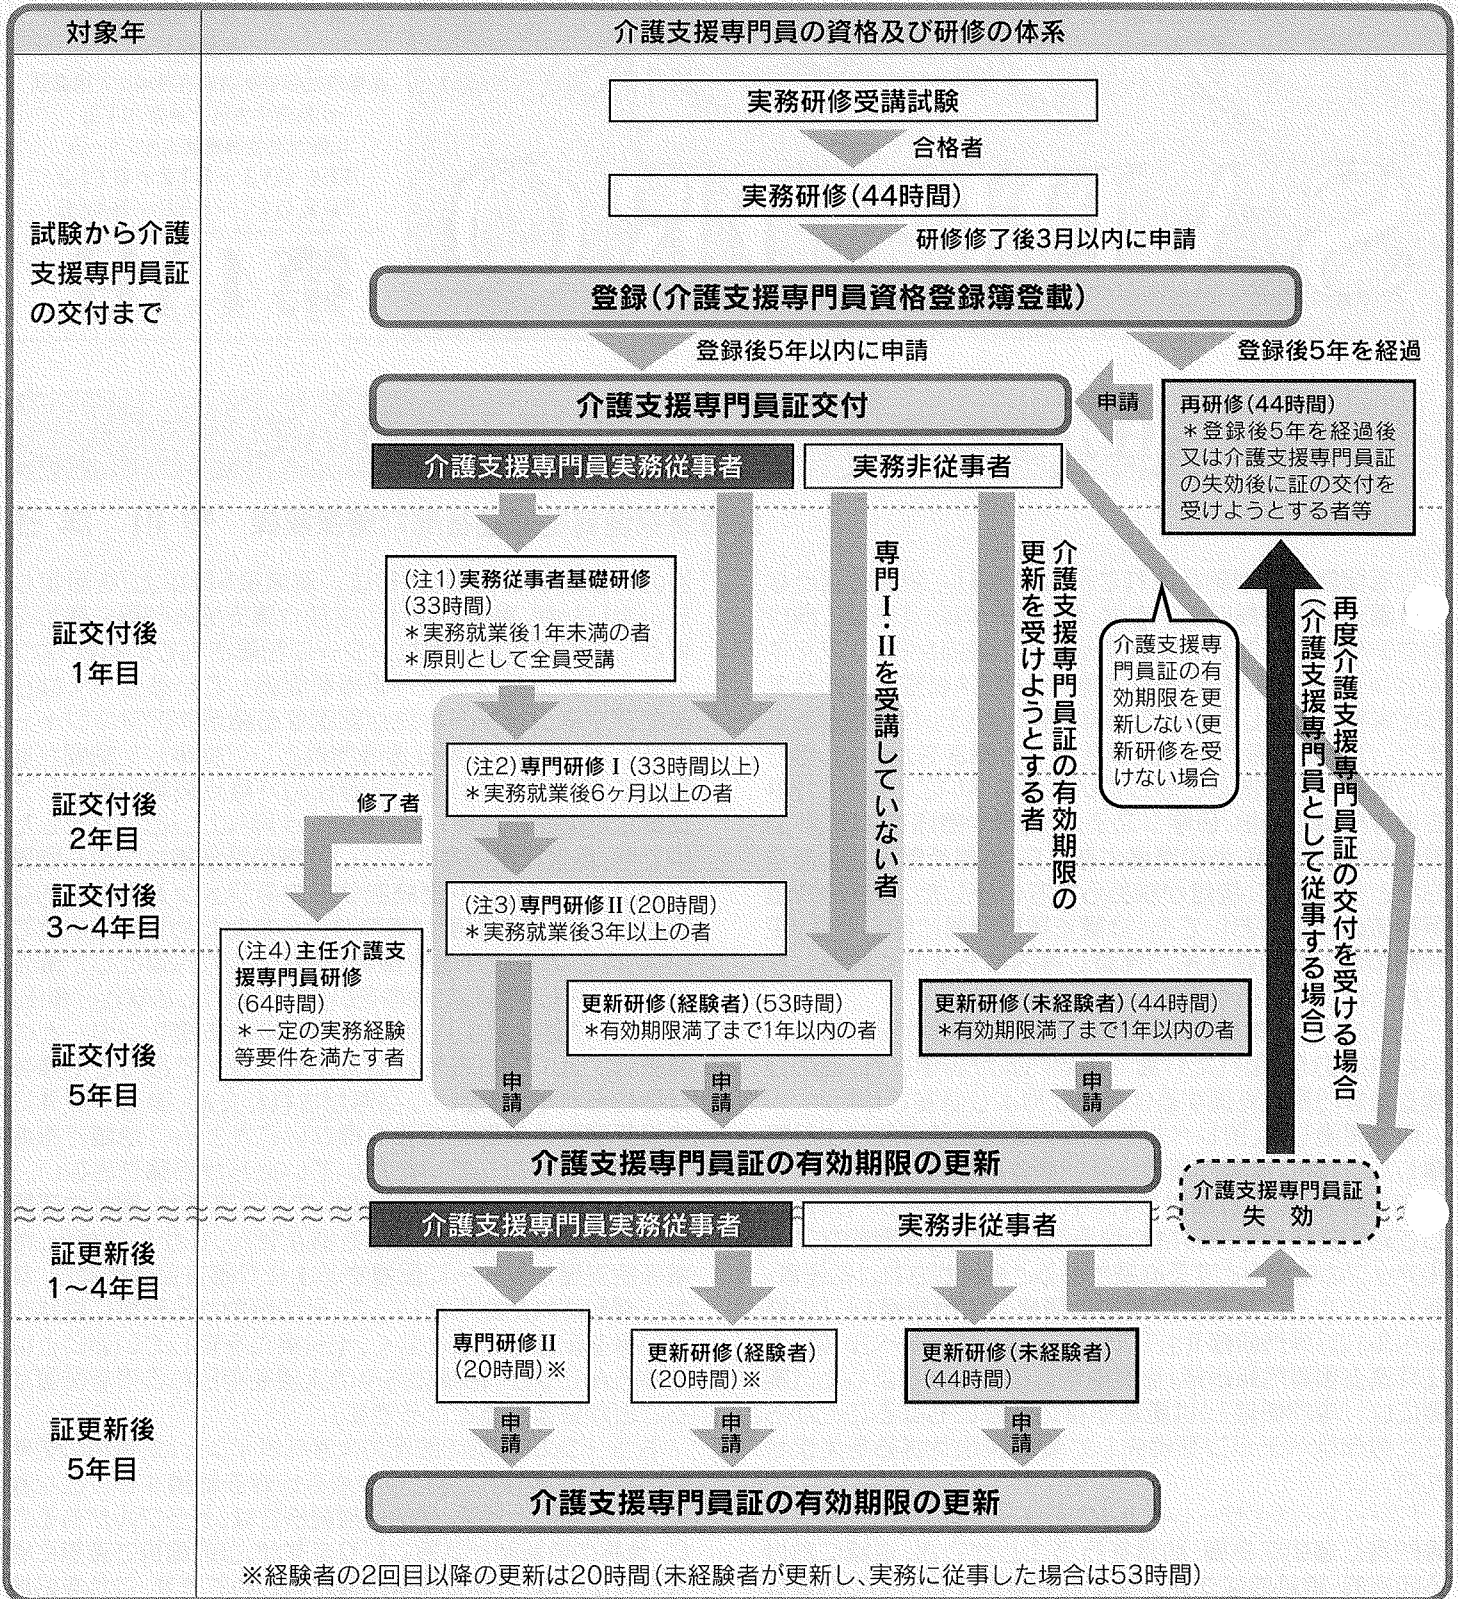 対象年
介護支援専門員の資格及び研修の体系
試験から介護
支援専門員証
の交付まで
実務研修受講試験
合格者
実務研修(44時間)
研修修了後3月以内に申請
登録(介護支援専門員資格登録簿登載)
登録後5年以内に申請
登録後5年を経過
介護支援専門員証交付
申請
再研修(44時間)
＊登録後5年を経過後
又は介護支援専門員証
の失効後に証の交付を
受けようとする者等
介護支援専門員実務従事者
実務非従事者
証交付後
1年目
(注1)実務従事者基礎研修
(33時間)
＊実務就業後1年未満の者
＊原則として全員受講
専門Ⅰ・Ⅱを受講していない者
介護支援専門員証の有効期限の
更新を受けようとする者
介護支援専
門員証の有
効期限を更
新しない(更
新研修を受
けない場合
再度介護支援専門員証の交付を受ける場合
(介護支援専門員として従事する場合)
(注2)専門研修Ⅰ(33時間以上)
＊実務就業後6ヶ月以上の者
証交付後
2年目
修了者
証交付後
3～4年目
(注3)専門研修Ⅱ(20時間)
＊実務就業後3年以上の者
(注4)主任介護支
援専門員研修
(64時間)
＊一定の実務経験
等要件を満たす者
証交付後
5年目
更新研修(経験者)(53時間)
＊有効期限満了まで1年以内の者
更新研修(未経験者)(44時間)
＊有効期限満了まで1年以内の者
申請
申請
申請
介護支援専門員証の有効期限の更新
介護支援専門員証
失　効
介護支援専門員実務従事者
実務非従事者
証更新後
1～4年目
専門研修Ⅱ
(20時間)※
更新研修(経験者)
(20時間)※
更新研修(未経験者)
(44時間)
証更新後
5年目
申請
申請
申請
介護支援専門員証の有効期限の更新
※経験者の2回目以降の更新は20時間(未経験者が更新し、実務に従事した場合は53時間)